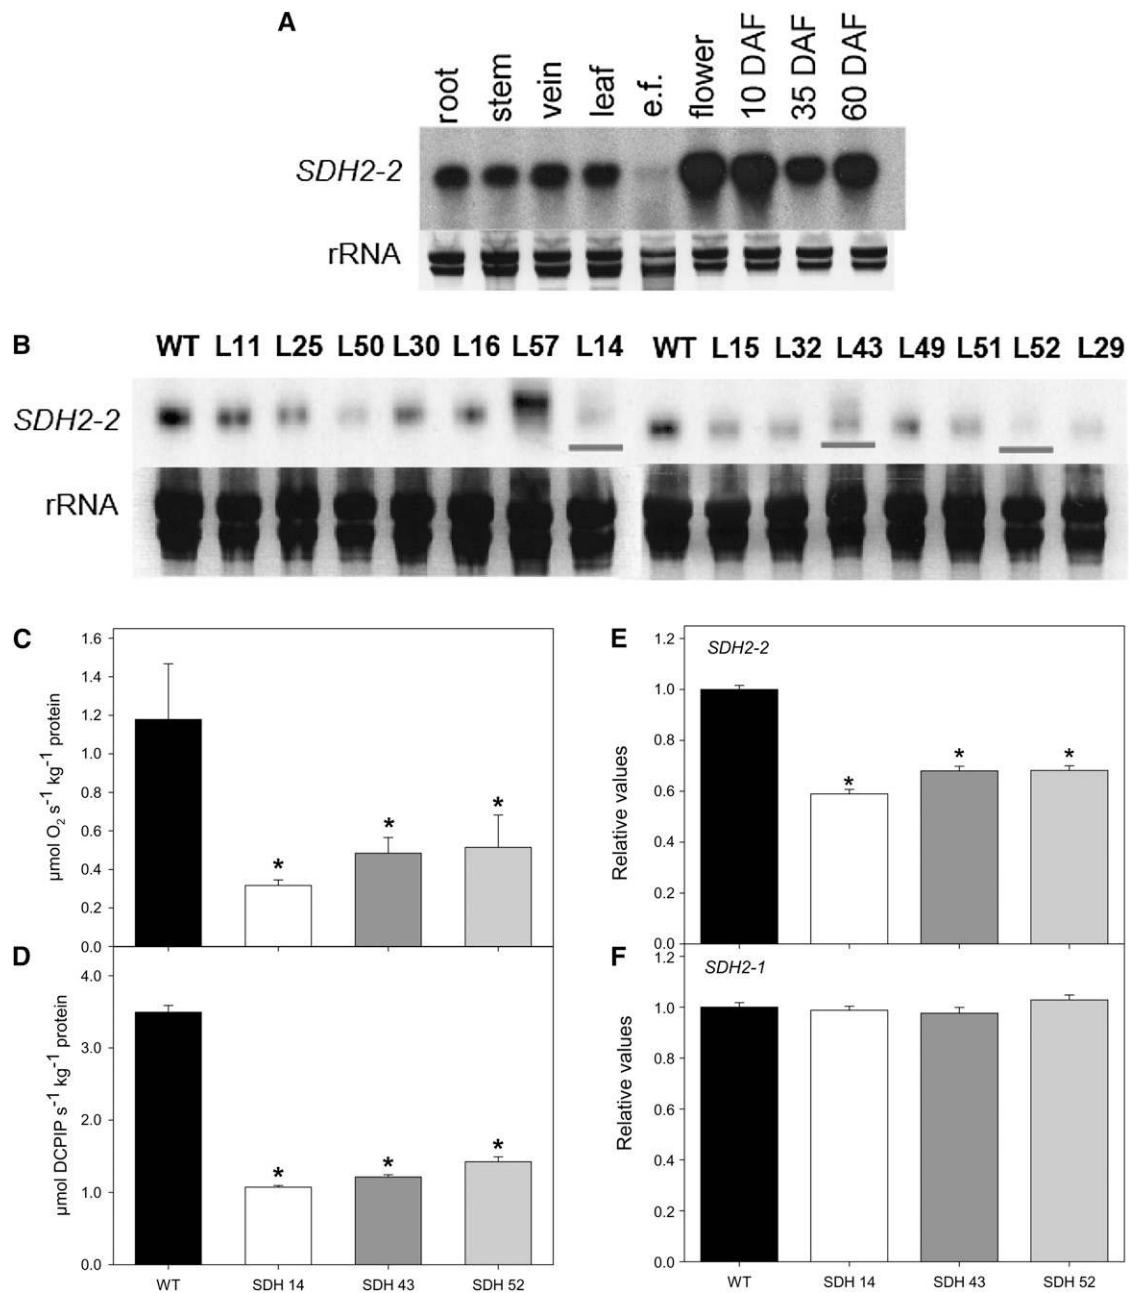 A
root stem vein leaf e.f. flower 10 DAF 35 DAF 60 DAF
SDH2-2
rRNA
B
WT L11 L25 L50 L30 L16 L57 L14 WT L15 L32 L43 L49 L51 L52 L29
SDH2-2
rRNA
C
µmol O₂ s⁻¹ kg⁻¹ protein
1.6
1.4
1.2
1.0
0.8
0.6
0.4
0.2
0.0
* * *
D
µmol DCPIP s⁻¹ kg⁻¹ protein
4.0
3.0
2.0
1.0
0.0
* * *
WT SDH 14 SDH 43 SDH 52
E
SDH2-2
Relative values
1.2
1.0
0.8
0.6
0.4
0.2
0.0
* * *
F
SDH2-1
Relative values
1.2
1.0
0.8
0.6
0.4
0.2
0.0
WT SDH 14 SDH 43 SDH 52